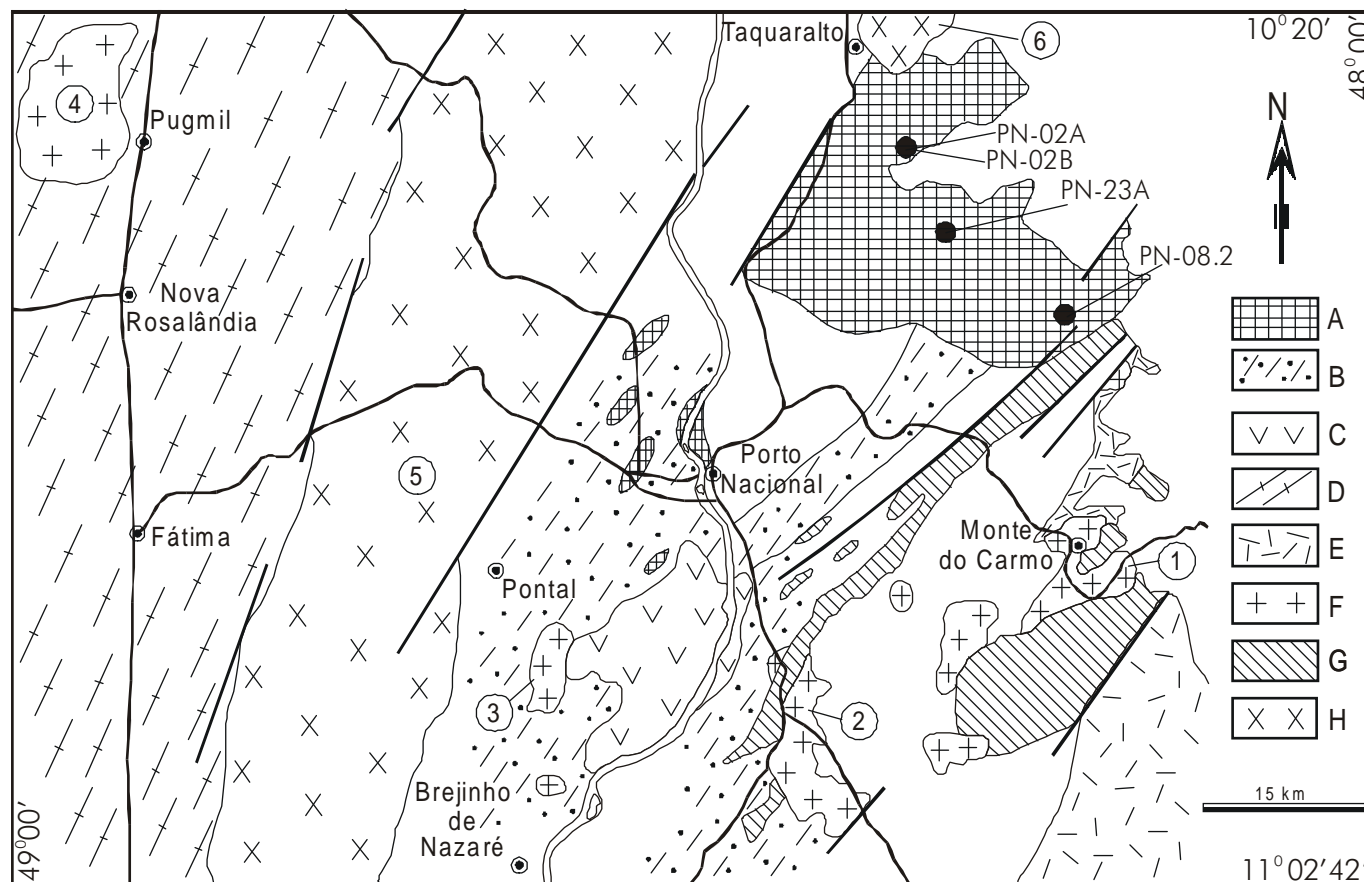 Taquaralto
6
10°20′
48°00′
4
Pugmil
N
PN-02A
PN-02B
PN-23A
PN-08.2
Nova
Rosalândia
A
B
C
D
E
F
G
H
5
Porto
Nacional
Fátima
Monte
do Carmo
1
Pontal
3
2
Brejinho
de
Nazaré
15 km
49°00′
11°02′42